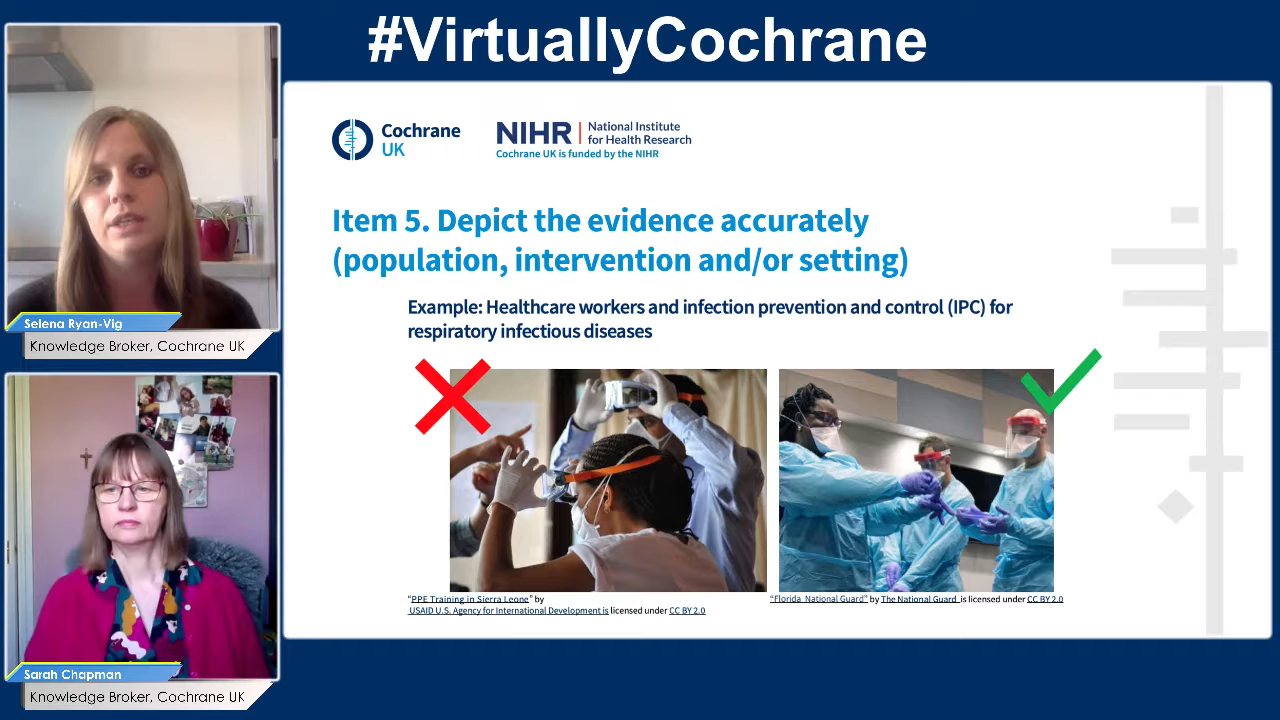 #VirtuallyCochrane
Cochrane
UK
NIHR
National Institute
for Health Research
Cochrane UK is funded by the NIHR
Item 5. Depict the evidence accurately
(population, intervention and/or setting)
Example: Healthcare workers and infection prevention and control (IPC) for
respiratory infectious diseases
"PPE Training in Sierra Leone" by
USAID U.S. Agency for International Development is licensed under CC BY 2.0
"Florida National Guard" by The National Guard is licensed under CC BY 2.0
Selena Ryan-Vig
Knowledge Broker, Cochrane UK
Sarah Chapman
Knowledge Broker, Cochrane UK